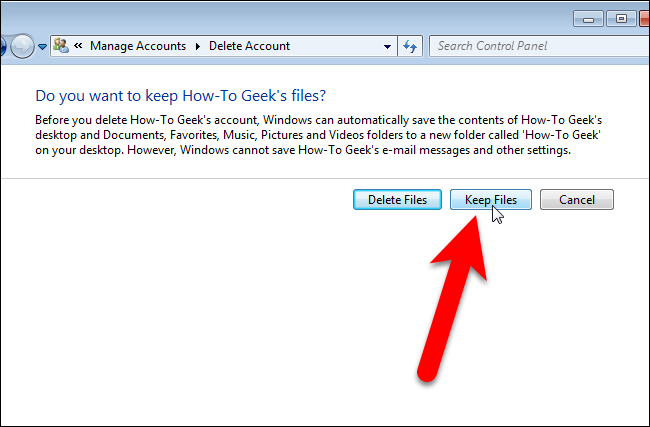 « Manage Accounts Delete Account Search Control Panel
Do you want to keep How-To Geek's files?
Before you delete How-To Geek's account, Windows can automatically save the contents of How-To Geek's
desktop and Documents, Favorites, Music, Pictures and Videos folders to a new folder called 'How-To Geek'
on your desktop. However, Windows cannot save How-To Geek's e-mail messages and other settings.
Delete Files Keep Files Cancel